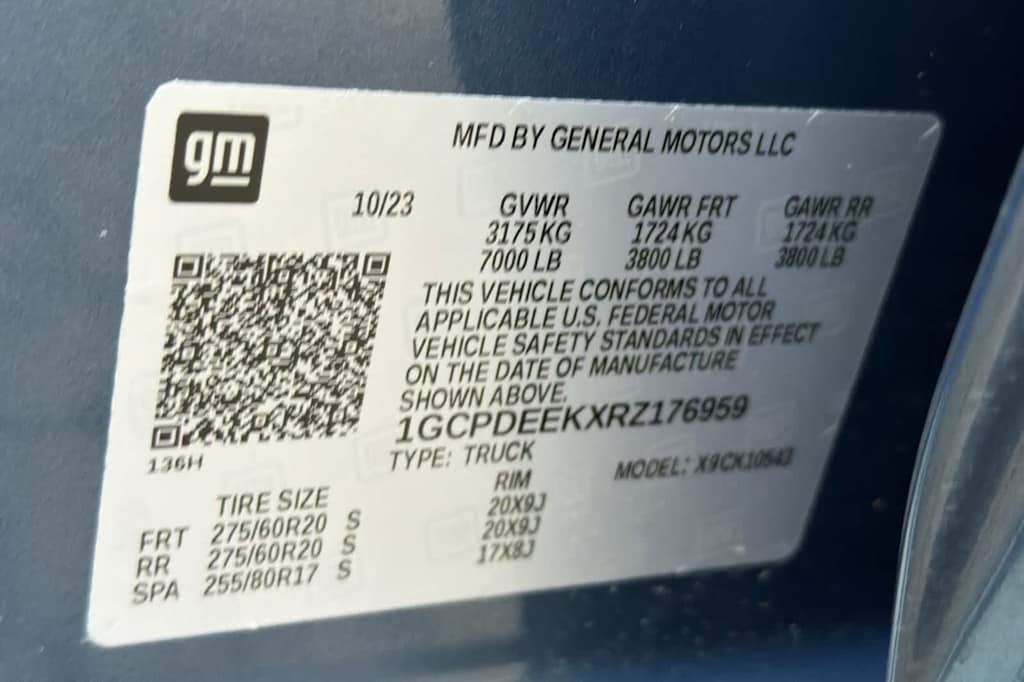 gm
MFD BY GENERAL MOTORS LLC
10/23 GVWR GAWR FRT GAWR RR
3175 KG 1724 KG 1724 KG
7000 LB 3800 LB 3800 LB
THIS VEHICLE CONFORMS TO ALL
APPLICABLE U.S. FEDERAL MOTOR
VEHICLE SAFETY STANDARDS IN EFFECT
ON THE DATE OF MANUFACTURE
SHOWN ABOVE.
1GCPDEEKXRZ176959
136H
TYPE: TRUCK MODEL: X9CK10543
TIRE SIZE RIM
FRT 275/60R20 S 20X9J
RR 275/60R20 S 20X9J
SPA 255/80R17 S 17X8J